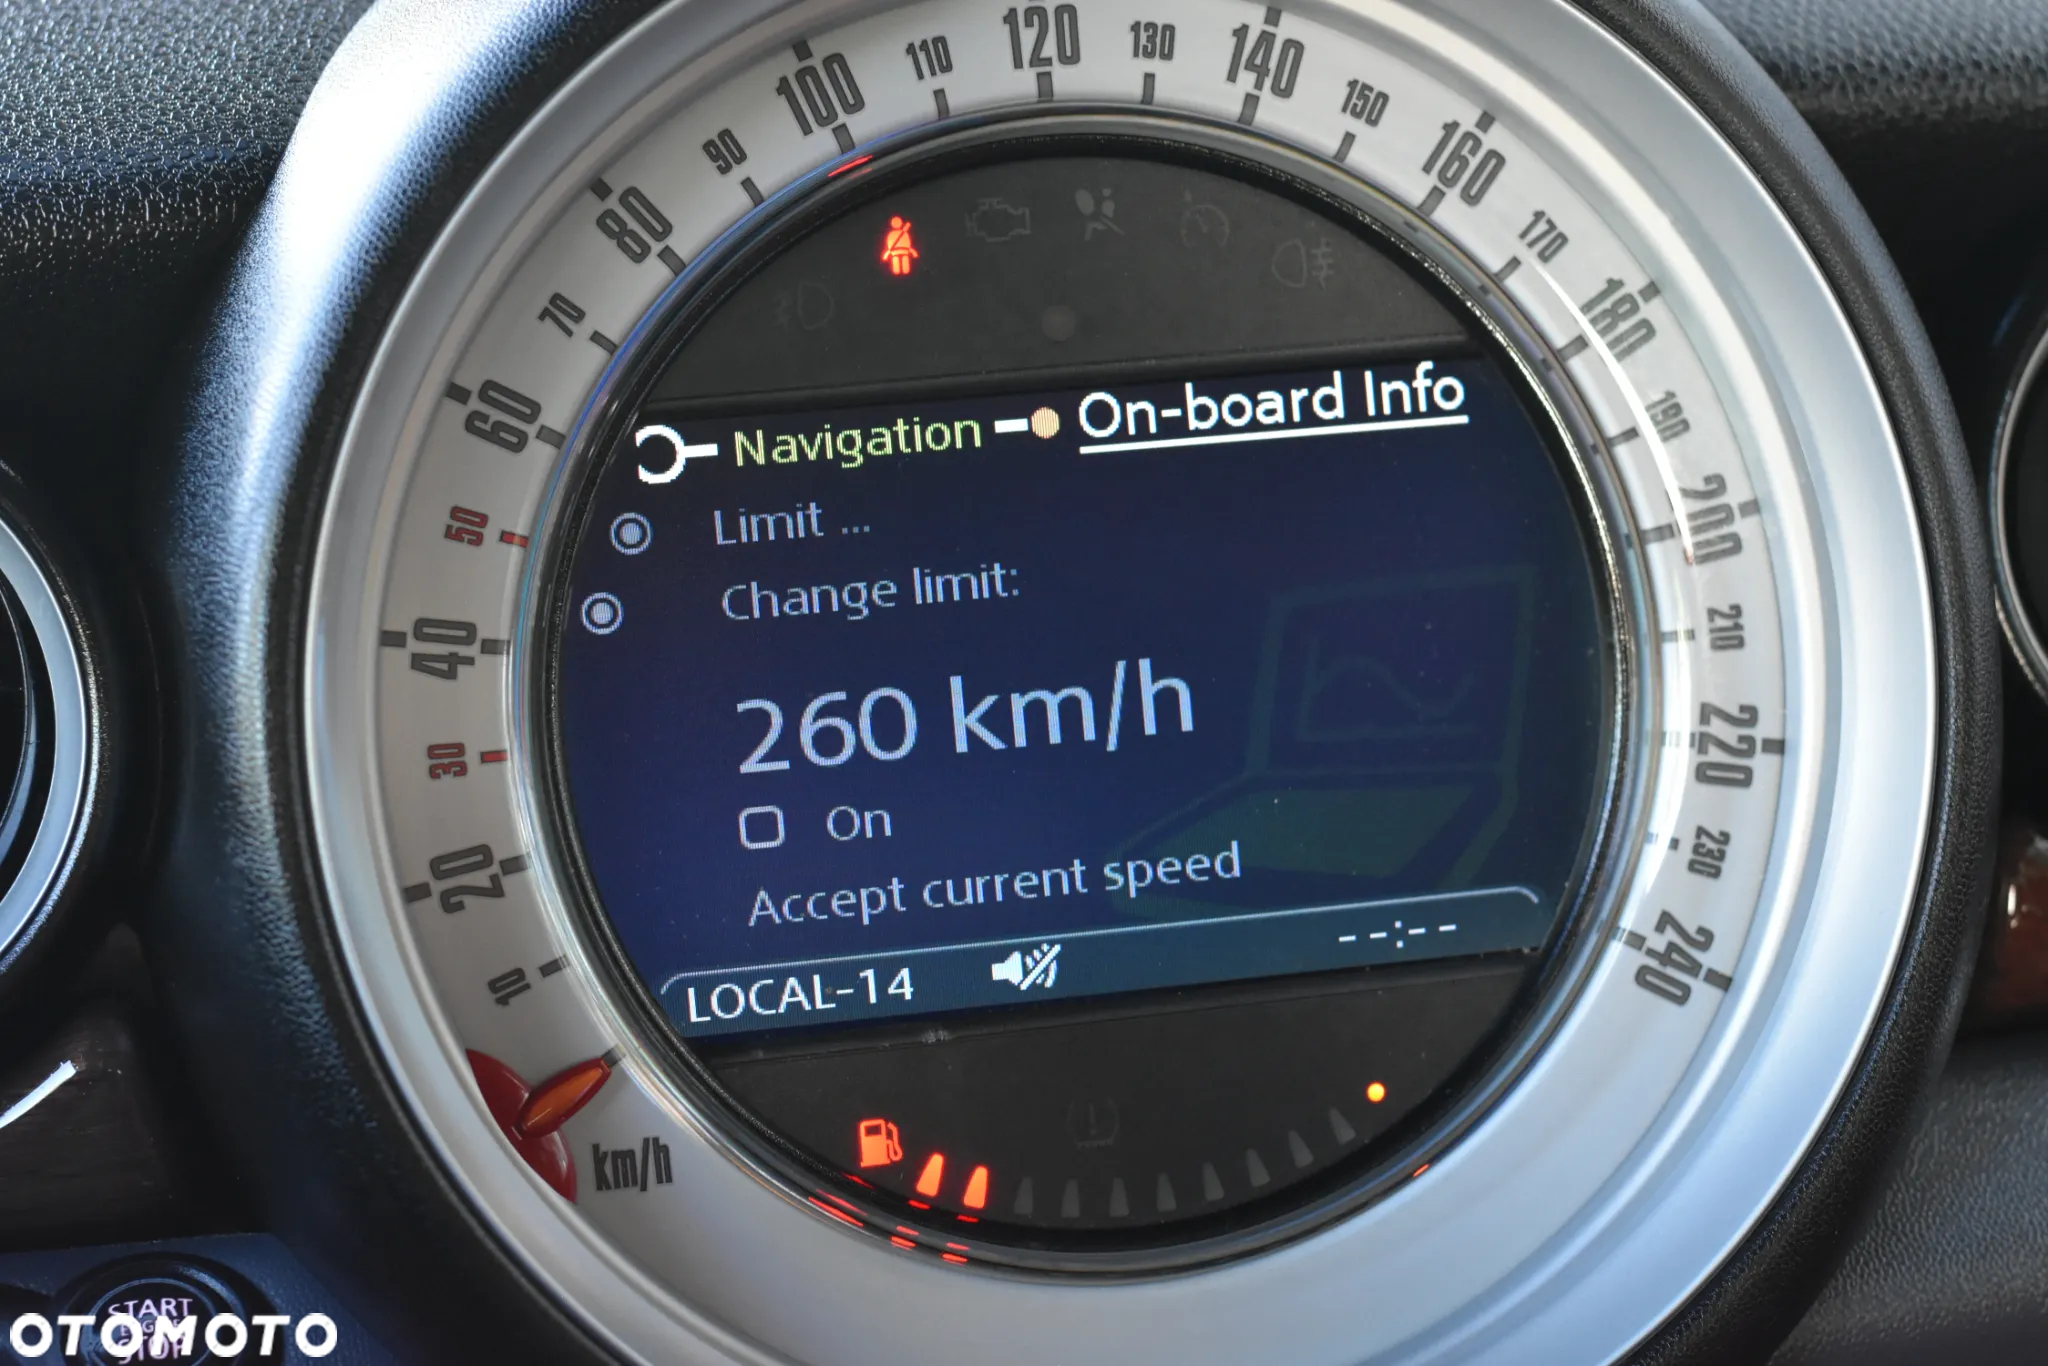 10
20
30
40
50
60
70
80
90
100
110
120
130
140
150
160
170
180
190
200
210
220
230
240
km/h
Navigation On-board Info
Limit ...
Change limit:
260 km/h
On
Accept current speed
LOCAL-14 --:--
START
STOP
OTOMOTO